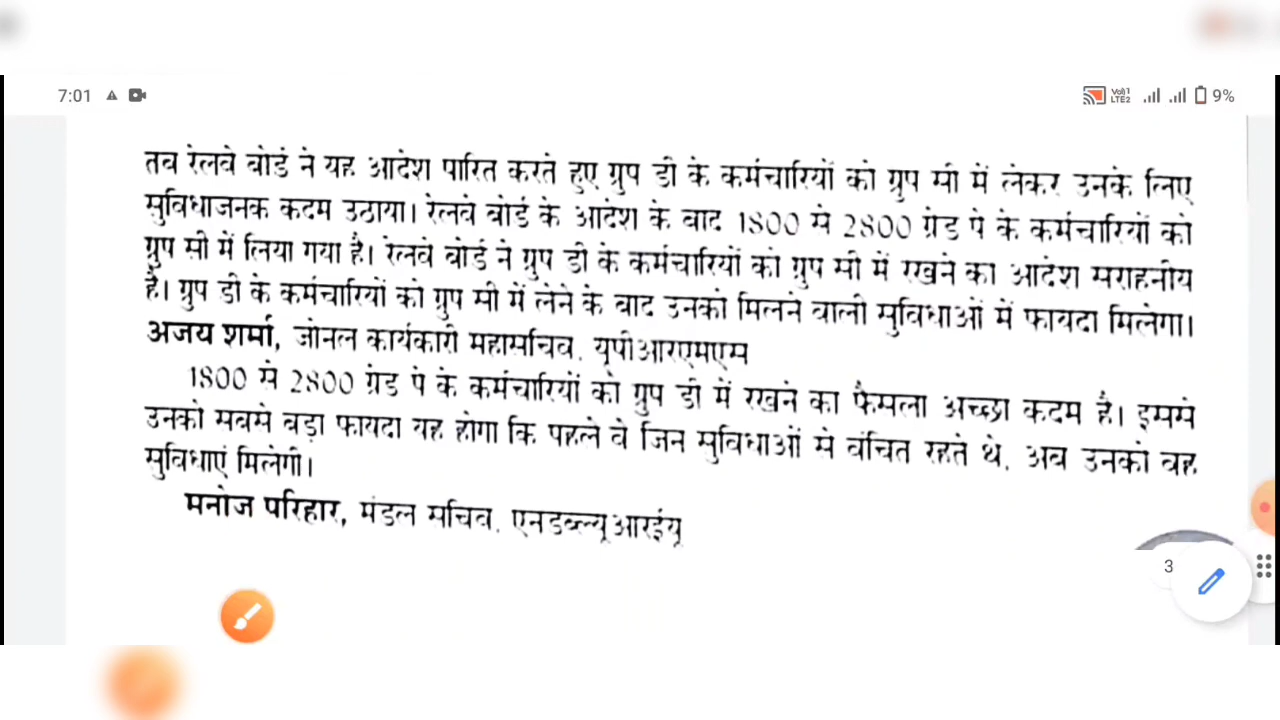 7:01
Vo)) 1
LTE2
9%
तब रेलवे बोर्ड ने यह आदेश पारित करते हुए ग्रुप डी के कर्मचारियों को ग्रुप सी में लेकर उनके लिए
सुविधाजनक कदम उठाया। रेलवे बोर्ड के आदेश के बाद 1800 से 2800 ग्रेड पे के कर्मचारियों को
ग्रुप सी में लिया गया है। रेलवे बोर्ड ने ग्रुप डी के कर्मचारियों को ग्रुप सी में रखने का आदेश सराहनीय
है। ग्रुप डी के कर्मचारियों को ग्रुप सी में लेने के बाद उनको मिलने वाली सुविधाओं में फायदा मिलेगा।
अजय शर्मा, जोनल कार्यकारी महासचिव, यूपीआरएमएस
1800 से 2800 ग्रेड पे के कर्मचारियों को ग्रुप डी में रखने का फैसला अच्छा कदम है। इससे
उनको सबसे बड़ा फायदा यह होगा कि पहले वे जिन सुविधाओं से वंचित रहते थे, अब उनको वह
सुविधाएं मिलेगी।
मनोज परिहार, मंडल सचिव, एनडब्ल्यूआरईयू
3